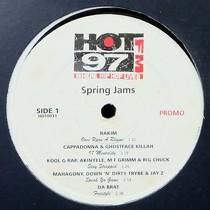 HOT 97 FM
WHERE HIP HOP LIVES
Spring Jams
SIDE 1
HOT0031
PROMO
RAKIM
Once Upon A Rhyme
CAPPADONNA & GHOSTFACE KILLAH
97 Mentality
KOOL G RAP, AKINYELE, M F GRIMM & BIG CHUCK
Stay Strapped
MAHAGONY, DOWN 'N' DIRTY TRYBE & JAY Z
Speak Ya Game
DA BRAT
Freestyle